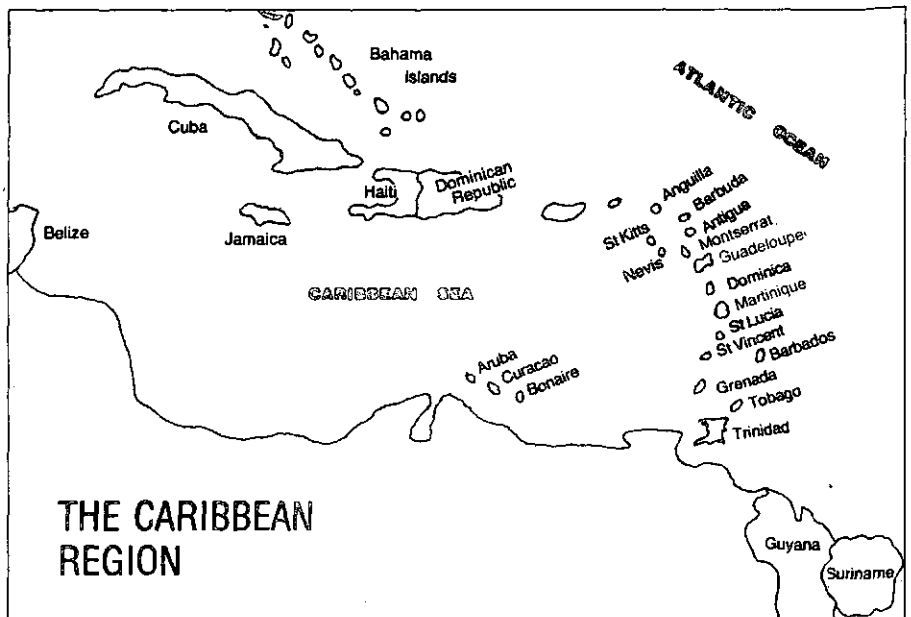 Bahama
Islands
ATLANTIC OCEAN
Cuba
Haiti
Dominican
Republic
Anguilla
Barbuda
Antigua
St Kitts
Montserrat
Nevis
Guadeloupe
Belize
Jamaica
Dominica
CARIBBEAN SEA
Martinique
St Lucia
St Vincent
Barbados
Aruba
Curacao
Bonaire
Grenada
Tobago
Trinidad
THE CARIBBEAN
REGION
Guyana
Suriname